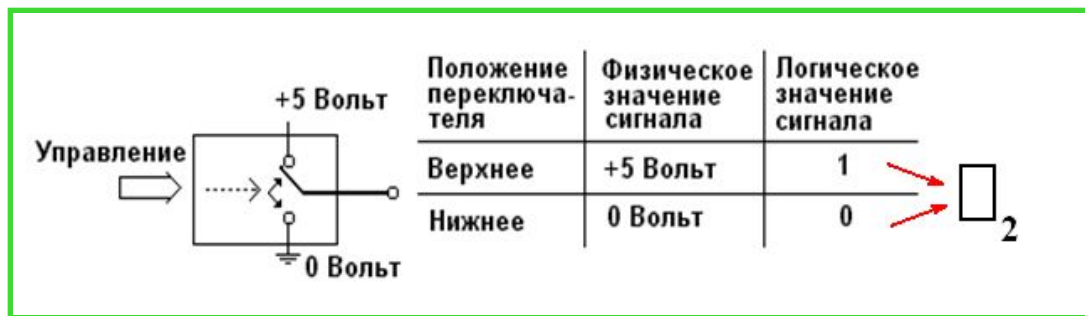 Управление
+5 Вольт
0 Вольт
Положение
переключа-
теля
Физическое
значение
сигнала
Логическое
значение
сигнала
Верхнее +5 Вольт 1
Нижнее 0 Вольт 0
2